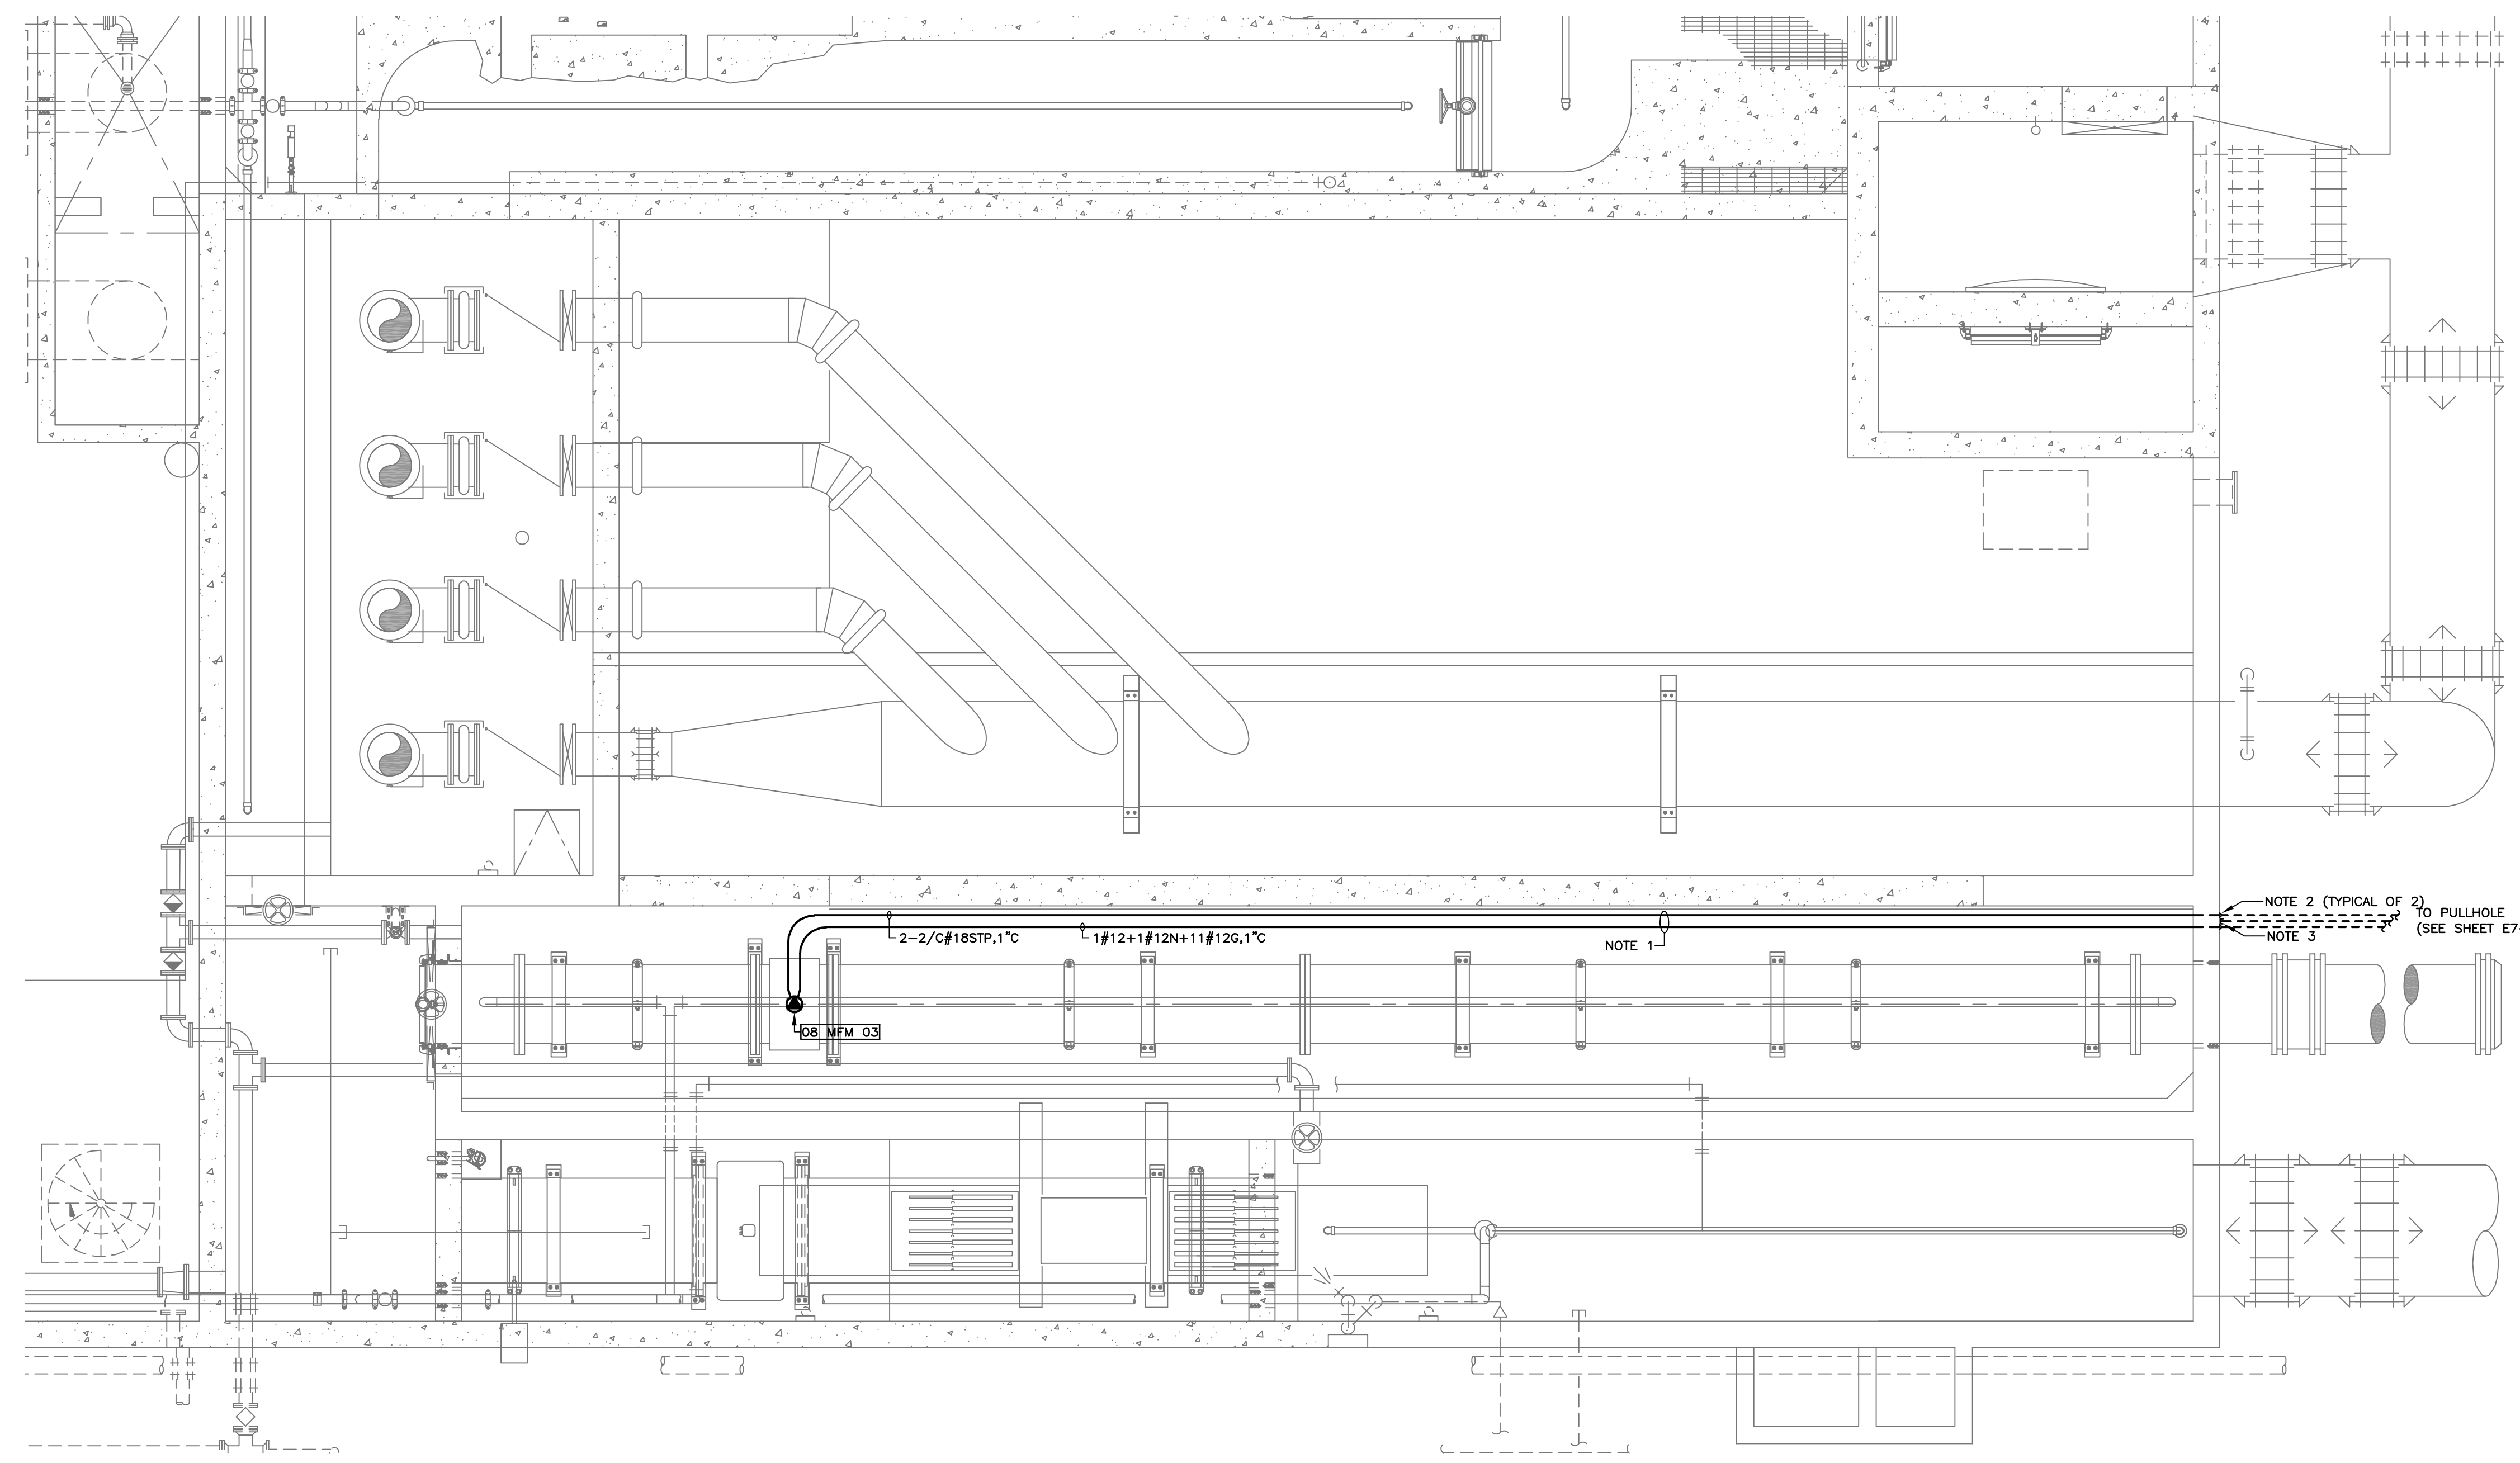 NOTE 2 (TYPICAL OF 2)
TO PULLHOLE
(SEE SHEET E7-
NOTE 3
2-2/C#18STP,1"C
1#12+1#12N+11#12G,1"C
NOTE 1
08 MFM 03